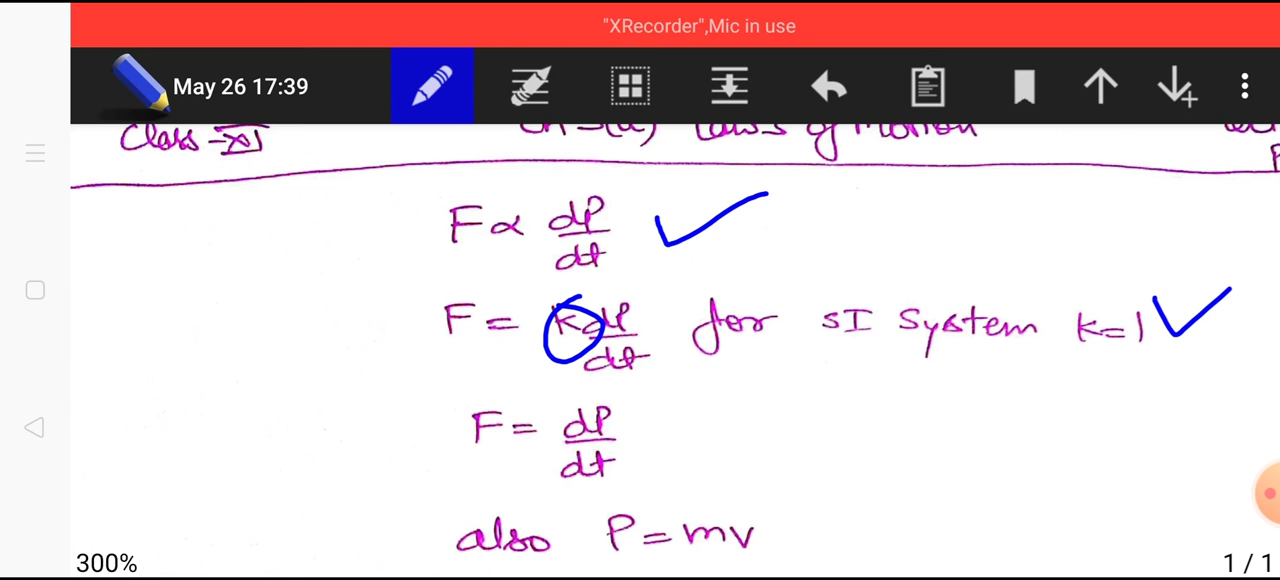 "XRecorder",Mic in use
May 26 17:39
Class-XI Laws of Motion
F ∝ dP/dt
F = k dP/dt for SI System k=1
F = dP/dt
also P = mv
300% 1 / 1